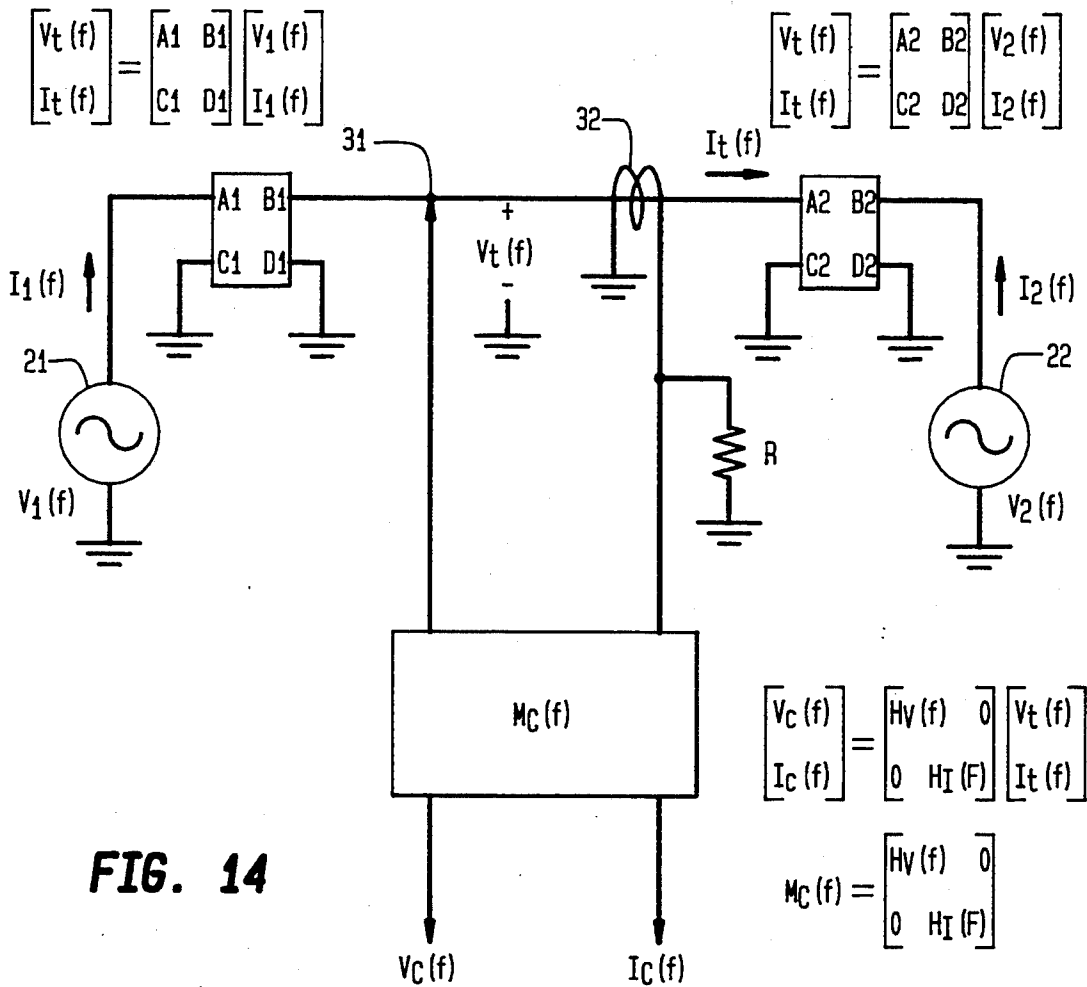 [Vt(f)] = [A1 B1] [V1(f)]
[It(f)] [C1 D1] [I1(f)]
[Vt(f)] = [A2 B2] [V2(f)]
[It(f)] [C2 D2] [I2(f)]
31
32
It(f)
A1 B1
C1 D1
+
Vt(f)
-
A2 B2
C2 D2
I1(f)
I2(f)
21
22
R
V1(f)
V2(f)
MC(f)
[VC(f)] = [HV(f) 0] [Vt(f)]
[IC(f)] [0 HI(F)] [It(f)]
MC(f) = [HV(f) 0]
[0 HI(F)]
FIG. 14
VC(f)
IC(f)